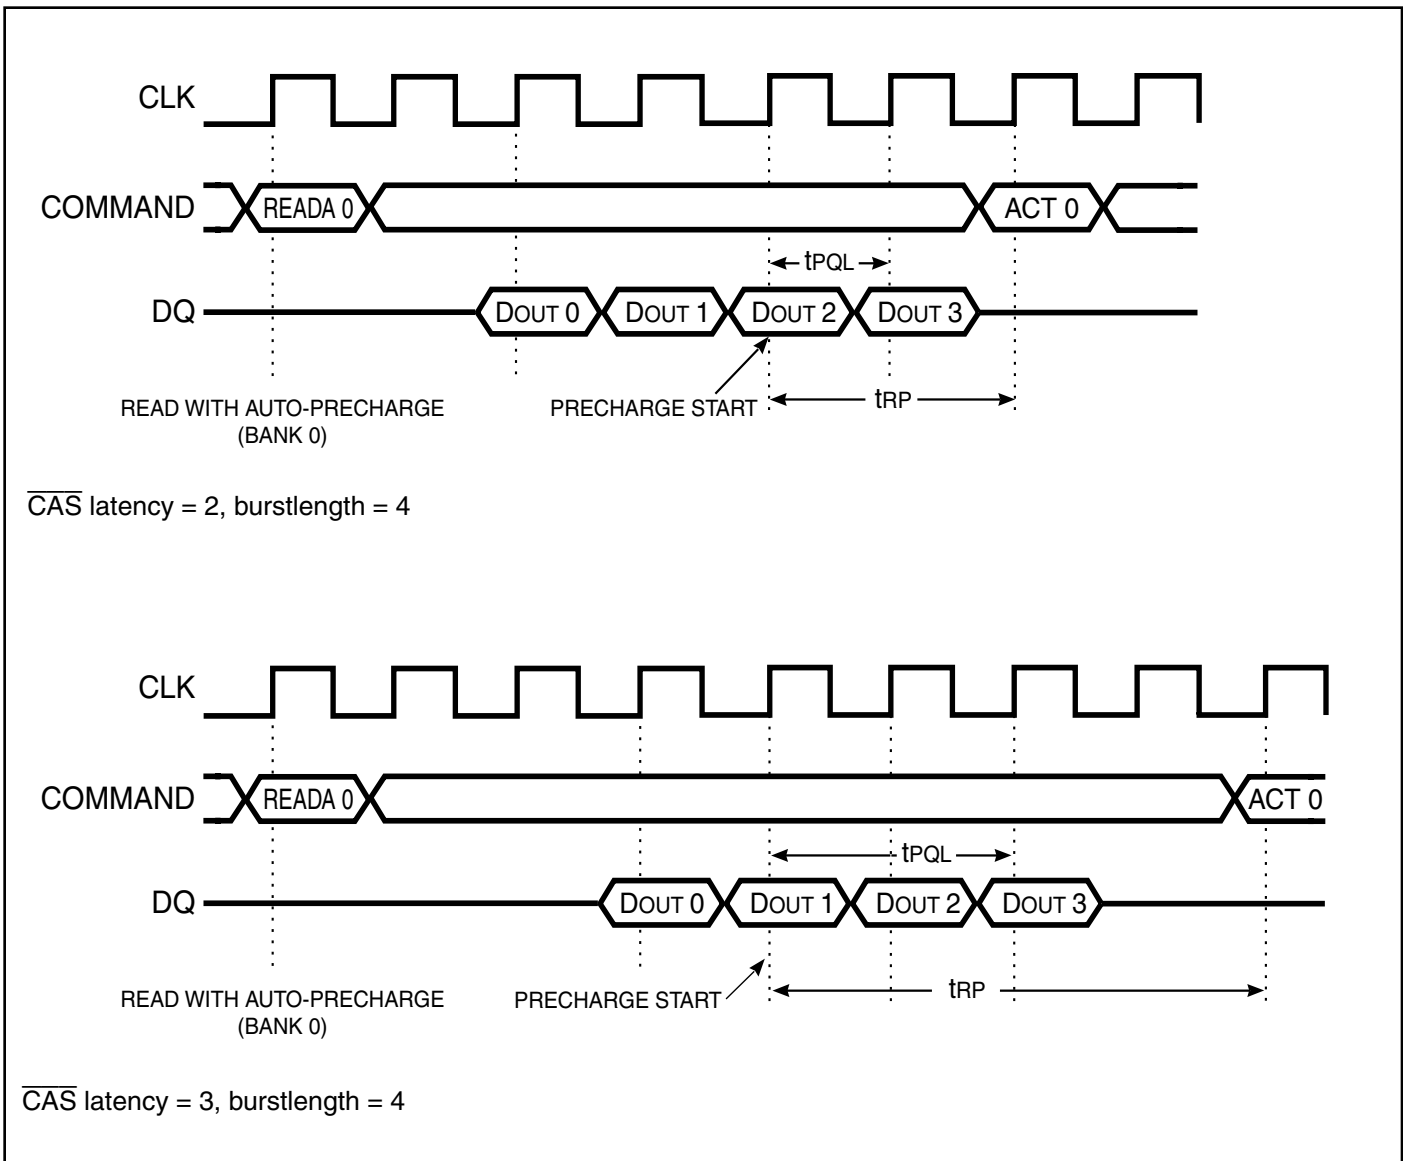 CLK
COMMAND
READA 0
ACT 0
tPQL
DQ
DOUT 0
DOUT 1
DOUT 2
DOUT 3
READ WITH AUTO-PRECHARGE
(BANK 0)
PRECHARGE START
tRP
CAS latency = 2, burstlength = 4
CLK
COMMAND
READA 0
ACT 0
tPQL
DQ
DOUT 0
DOUT 1
DOUT 2
DOUT 3
READ WITH AUTO-PRECHARGE
(BANK 0)
PRECHARGE START
tRP
CAS latency = 3, burstlength = 4